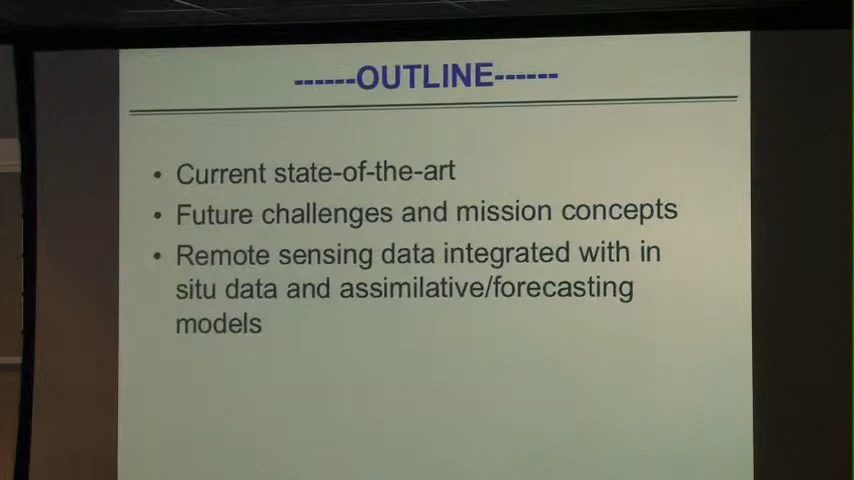 ------OUTLINE------
• Current state-of-the-art
• Future challenges and mission concepts
• Remote sensing data integrated with in
situ data and assimilative/forecasting
models